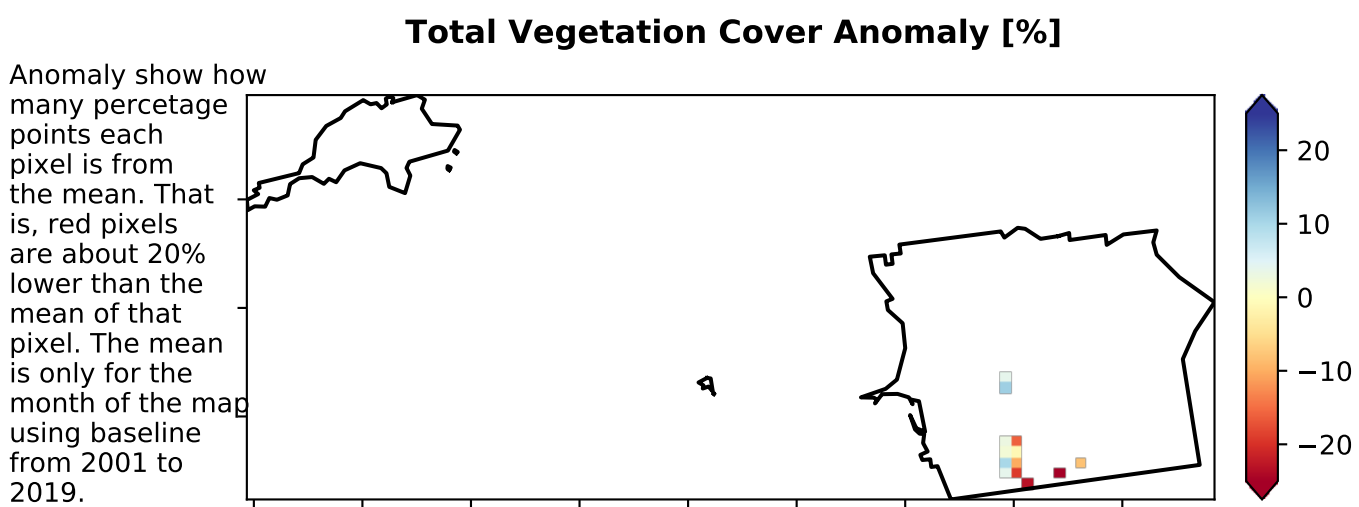 Total Vegetation Cover Anomaly [%]
Anomaly show how
many percetage
points each
pixel is from
the mean. That
is, red pixels
are about 20%
lower than the
mean of that
pixel. The mean
is only for the
month of the map
using baseline
from 2001 to
2019.
20
10
0
−10
−20